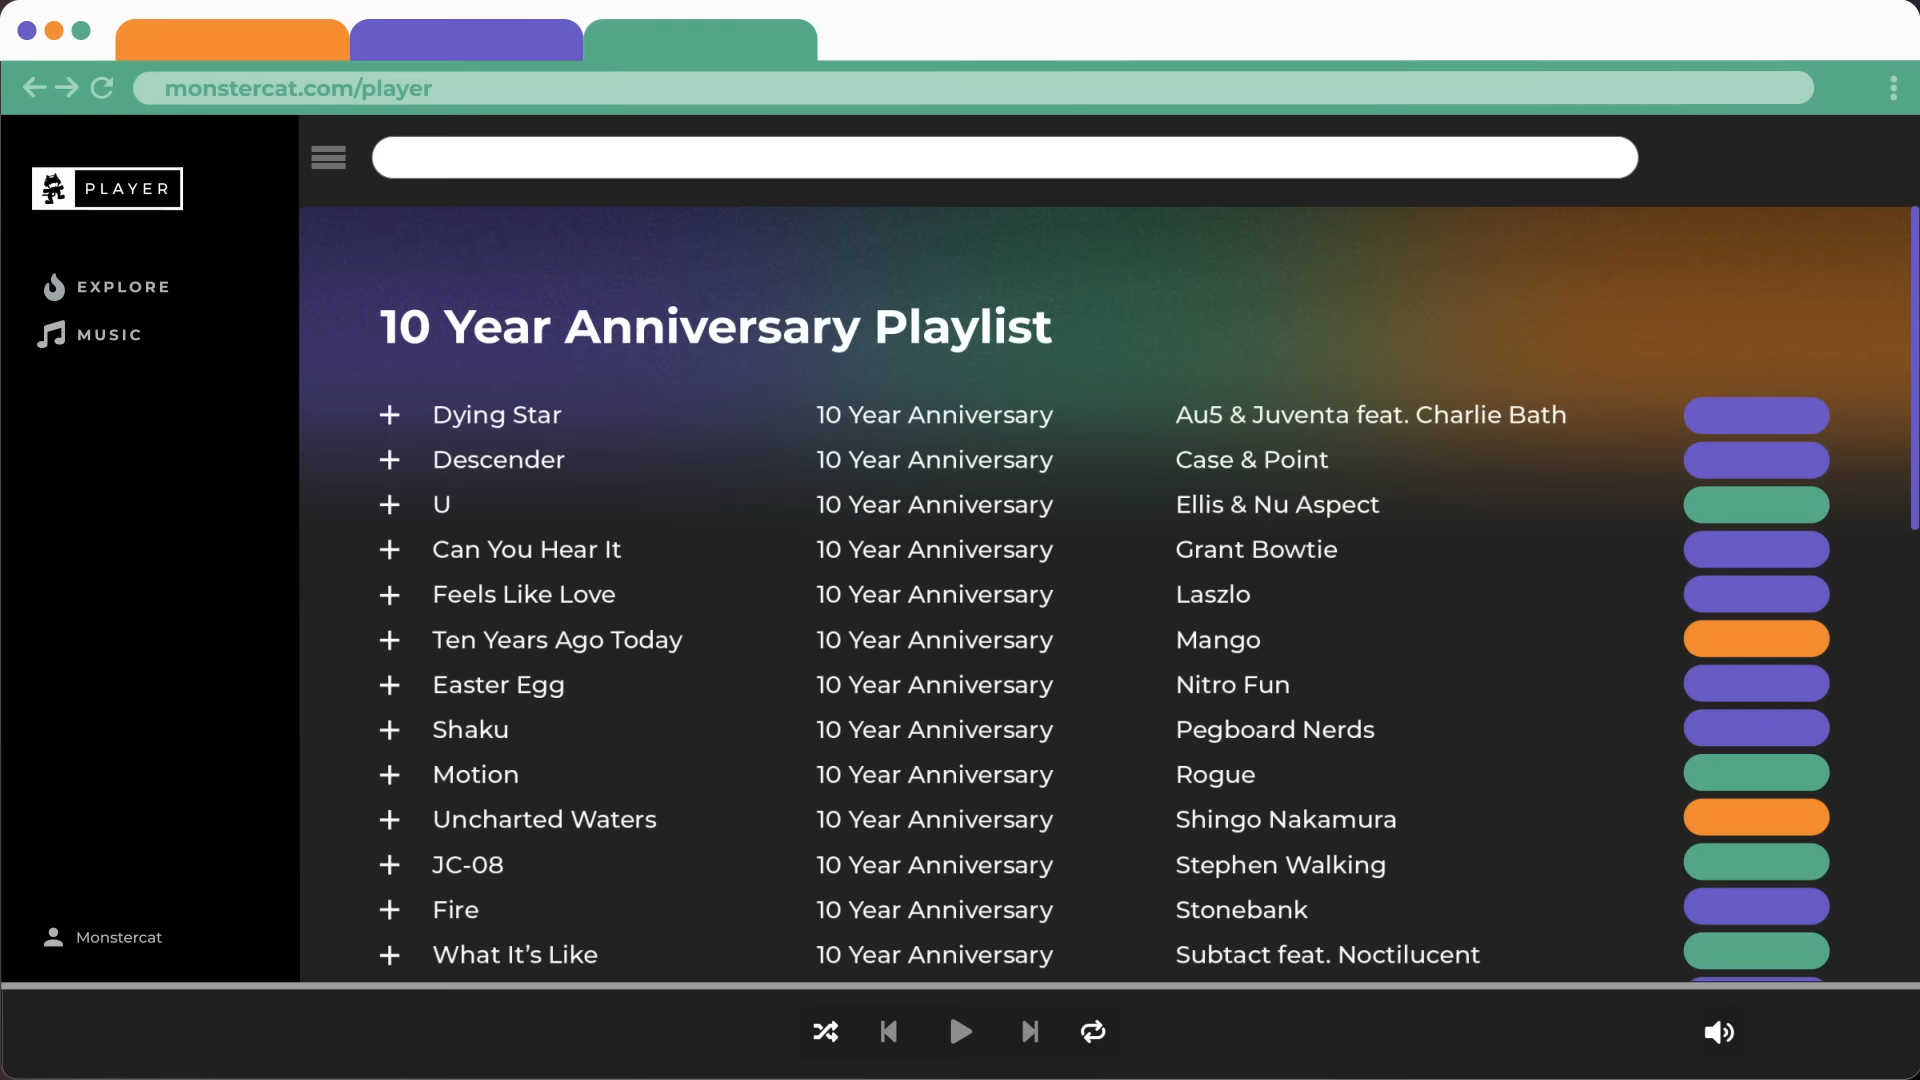 monstercat.com/player
PLAYER
EXPLORE
MUSIC
10 Year Anniversary Playlist
Dying Star 10 Year Anniversary Au5 & Juventa feat. Charlie Bath
Descender 10 Year Anniversary Case & Point
U 10 Year Anniversary Ellis & Nu Aspect
Can You Hear It 10 Year Anniversary Grant Bowtie
Feels Like Love 10 Year Anniversary Laszlo
Ten Years Ago Today 10 Year Anniversary Mango
Easter Egg 10 Year Anniversary Nitro Fun
Shaku 10 Year Anniversary Pegboard Nerds
Motion 10 Year Anniversary Rogue
Uncharted Waters 10 Year Anniversary Shingo Nakamura
JC-08 10 Year Anniversary Stephen Walking
Fire 10 Year Anniversary Stonebank
What It’s Like 10 Year Anniversary Subtact feat. Noctilucent
Monstercat